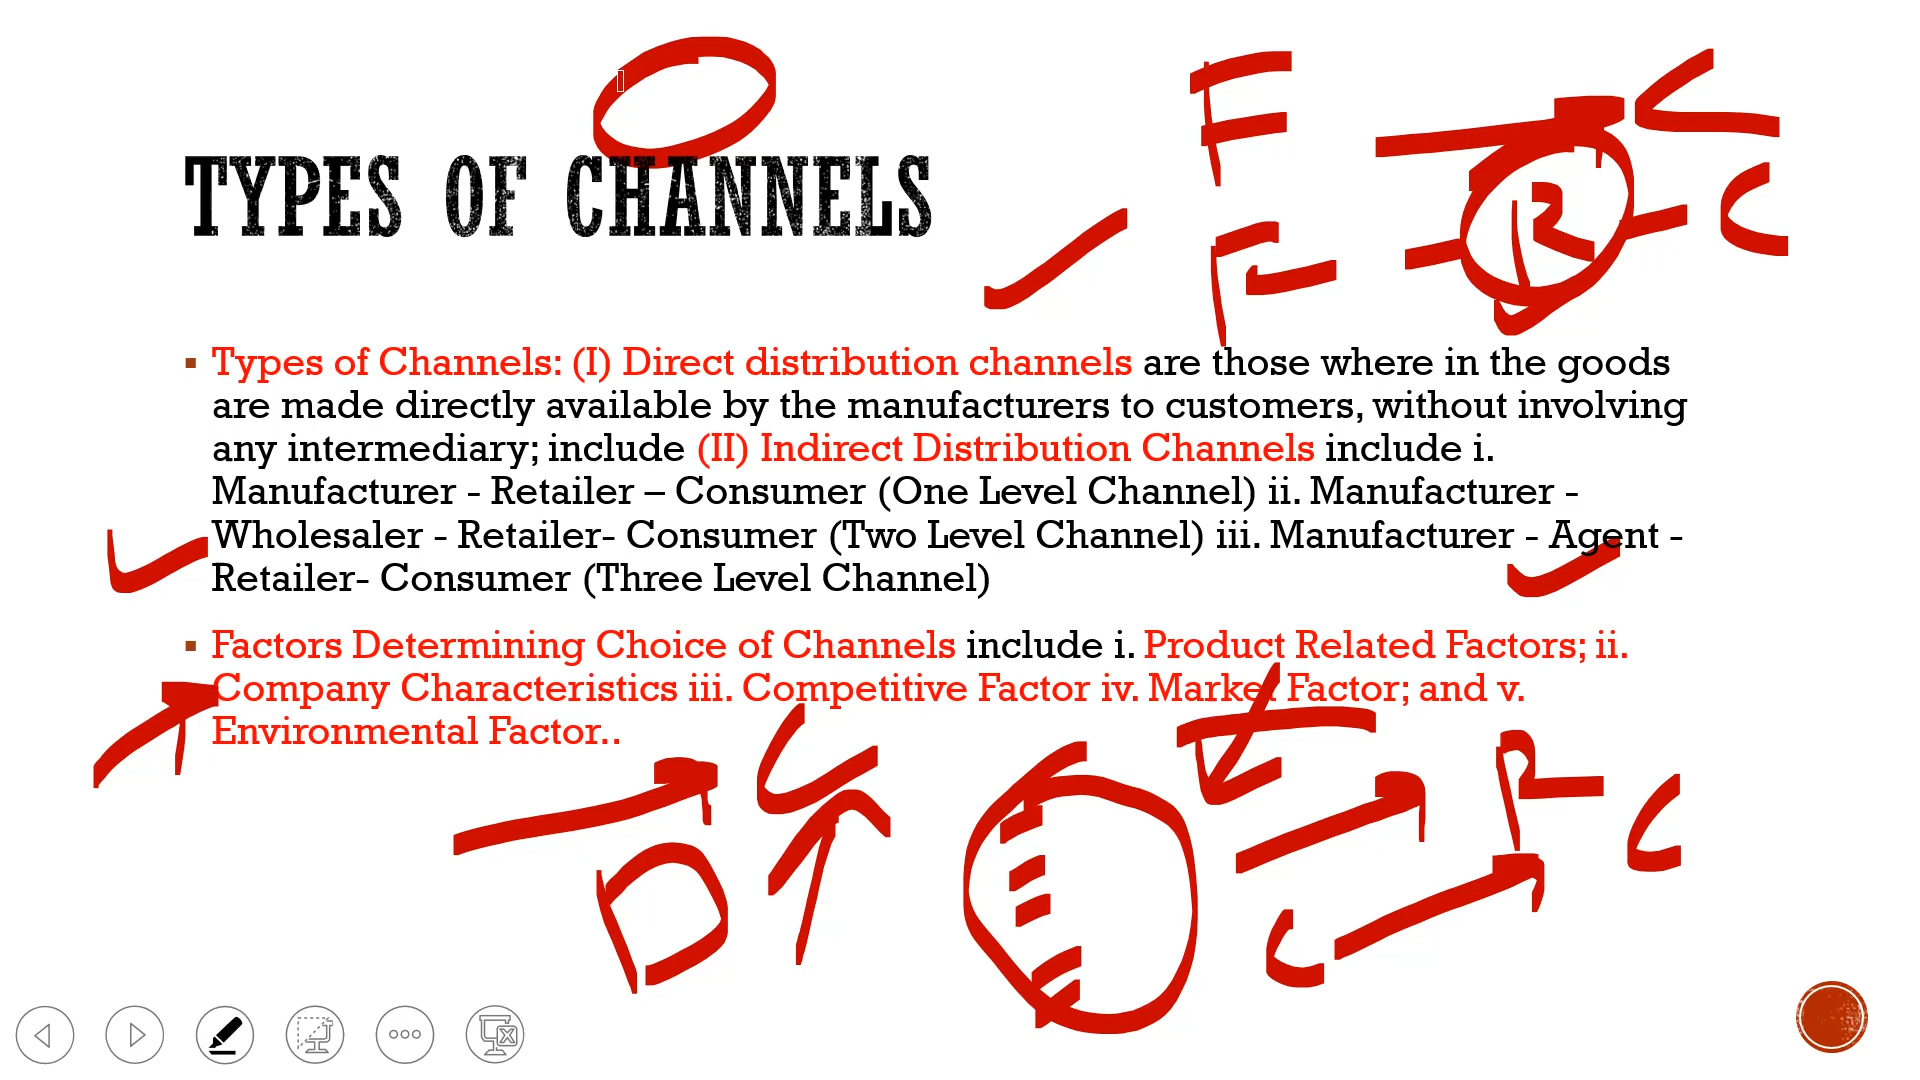 F C
F R C
TYPES OF CHANNELS
Types of Channels: (I) Direct distribution channels are those where in the goods
are made directly available by the manufacturers to customers, without involving
any intermediary; include (II) Indirect Distribution Channels include i.
Manufacturer - Retailer – Consumer (One Level Channel) ii. Manufacturer -
Wholesaler - Retailer- Consumer (Two Level Channel) iii. Manufacturer - Agent -
Retailer- Consumer (Three Level Channel)
Factors Determining Choice of Channels include i. Product Related Factors; ii.
Company Characteristics iii. Competitive Factor iv. Market Factor; and v.
Environmental Factor..
C
D
C
C